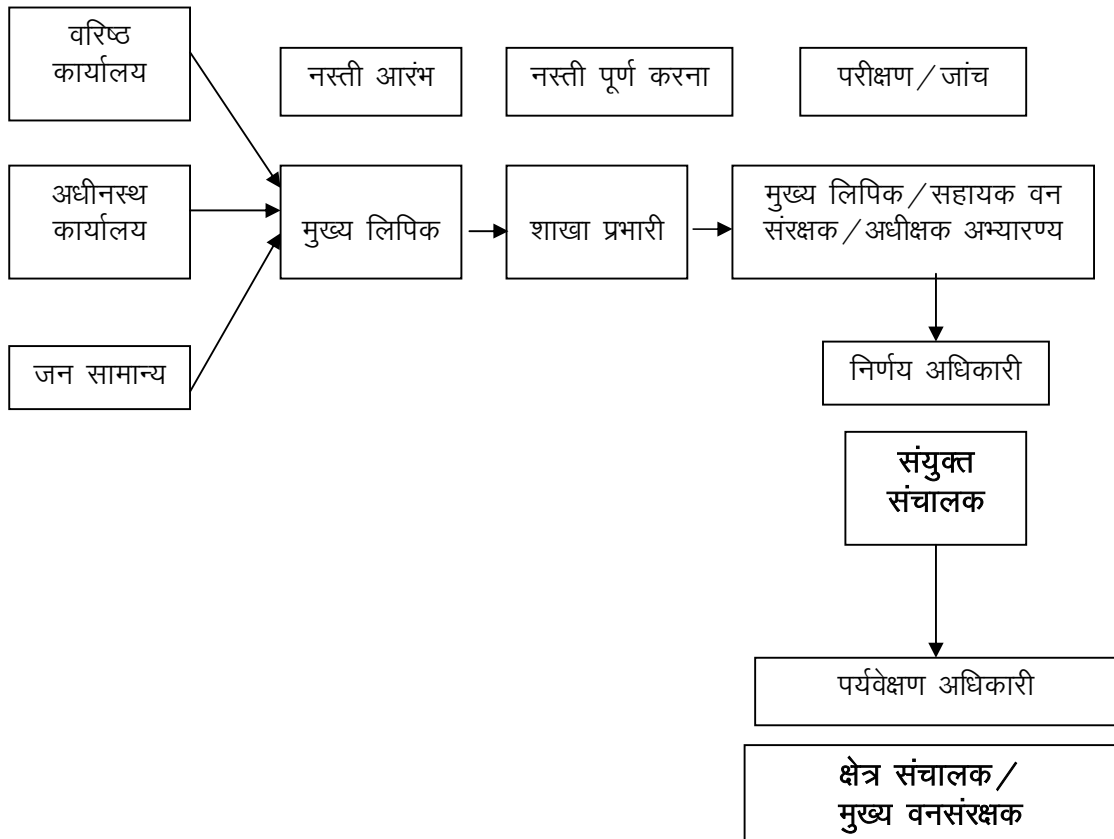 वरिष्ठ
कार्यालय
नस्ती आरंभ
नस्ती पूर्ण करना
परीक्षण/जांच
अधीनस्थ
कार्यालय
मुख्य लिपिक
शाखा प्रभारी
मुख्य लिपिक/सहायक वन
संरक्षक/अधीक्षक अभ्यारण्य
जन सामान्य
निर्णय अधिकारी
संयुक्त
संचालक
पर्यवेक्षण अधिकारी
क्षेत्र संचालक/
मुख्य वनसंरक्षक